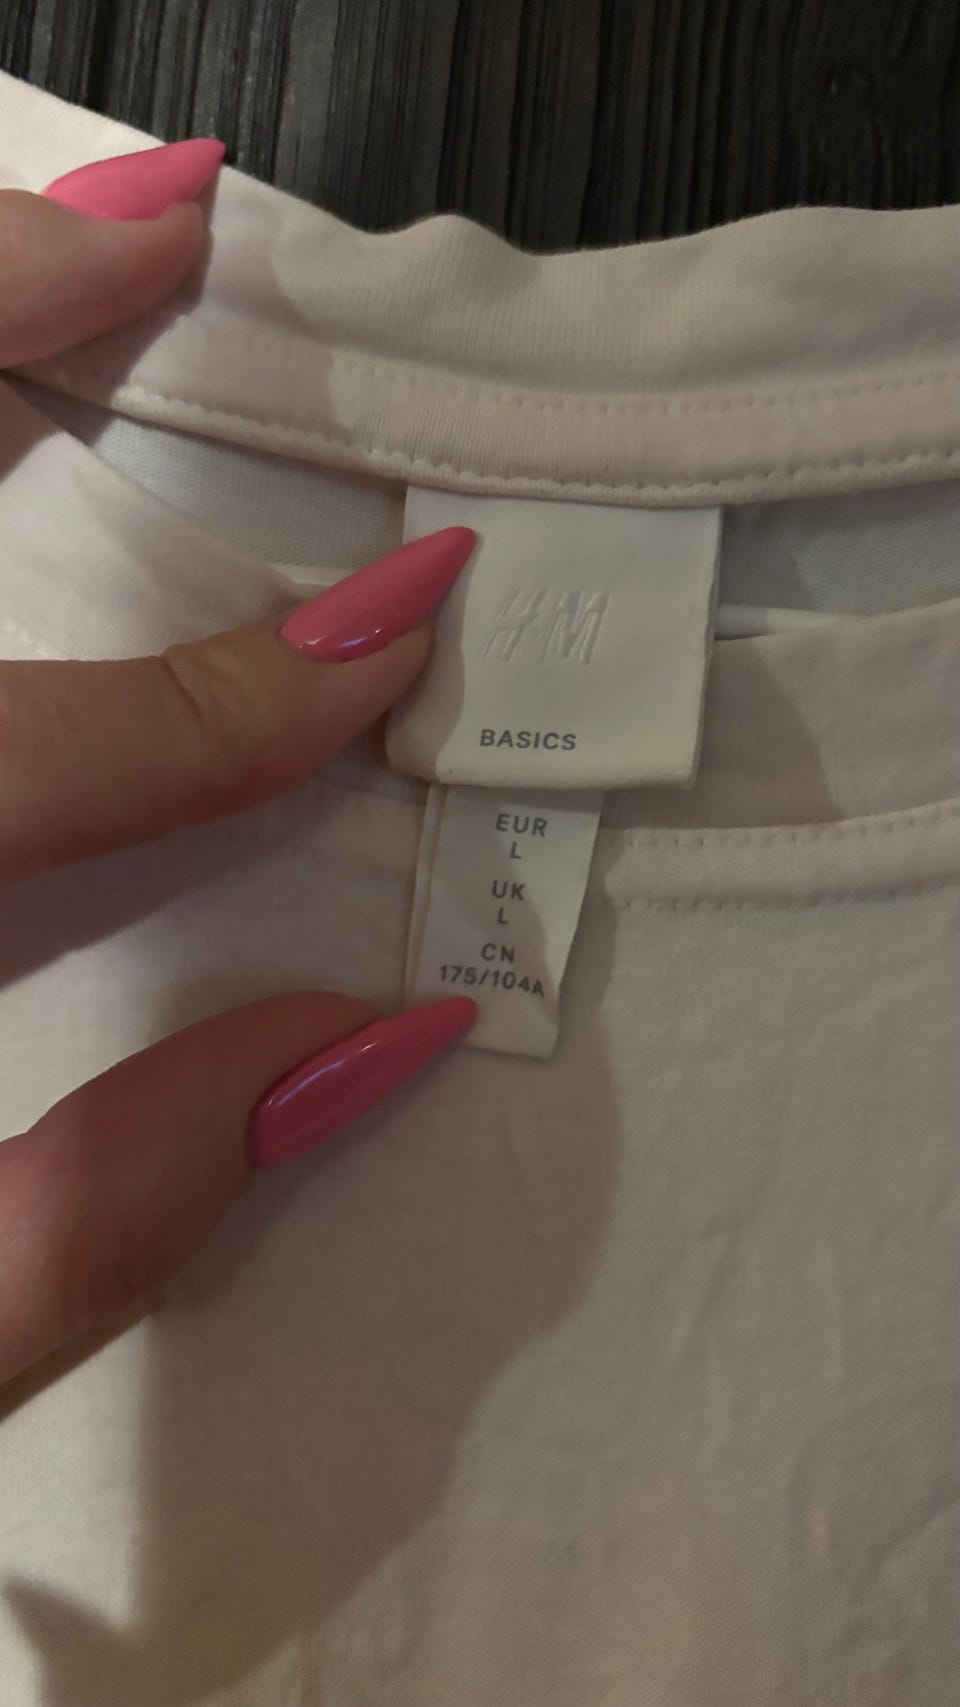 H&M
BASICS
EUR
L
UK
L
CN
175/104A